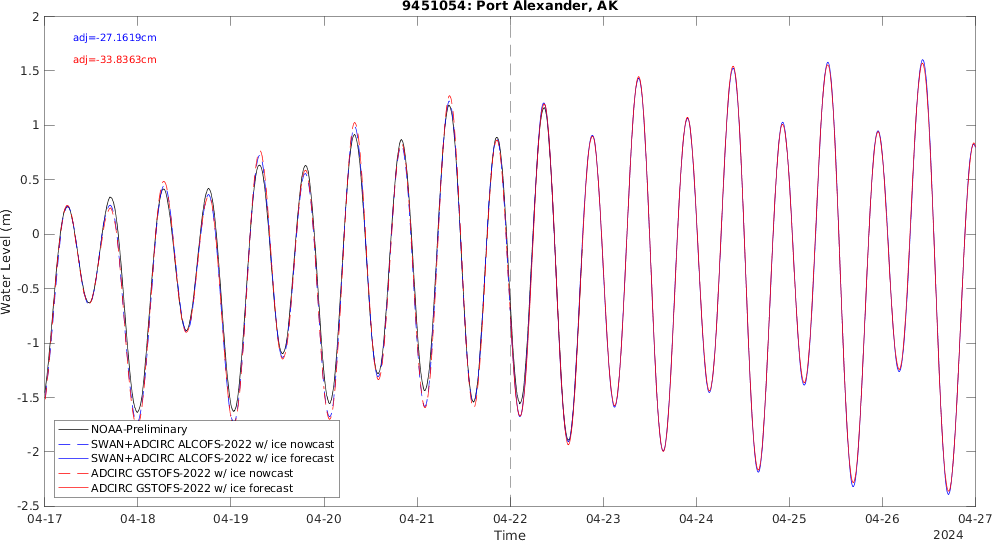 9451054: Port Alexander, AK
adj=-27.1619cm
adj=-33.8363cm
Water Level (m)
2
1.5
1
0.5
0
-0.5
-1
-1.5
-2
-2.5
NOAA-Preliminary
SWAN+ADCIRC ALCOFS-2022 w/ ice nowcast
SWAN+ADCIRC ALCOFS-2022 w/ ice forecast
ADCIRC GSTOFS-2022 w/ ice nowcast
ADCIRC GSTOFS-2022 w/ ice forecast
04-17 04-18 04-19 04-20 04-21 04-22 04-23 04-24 04-25 04-26 04-27
Time
2024